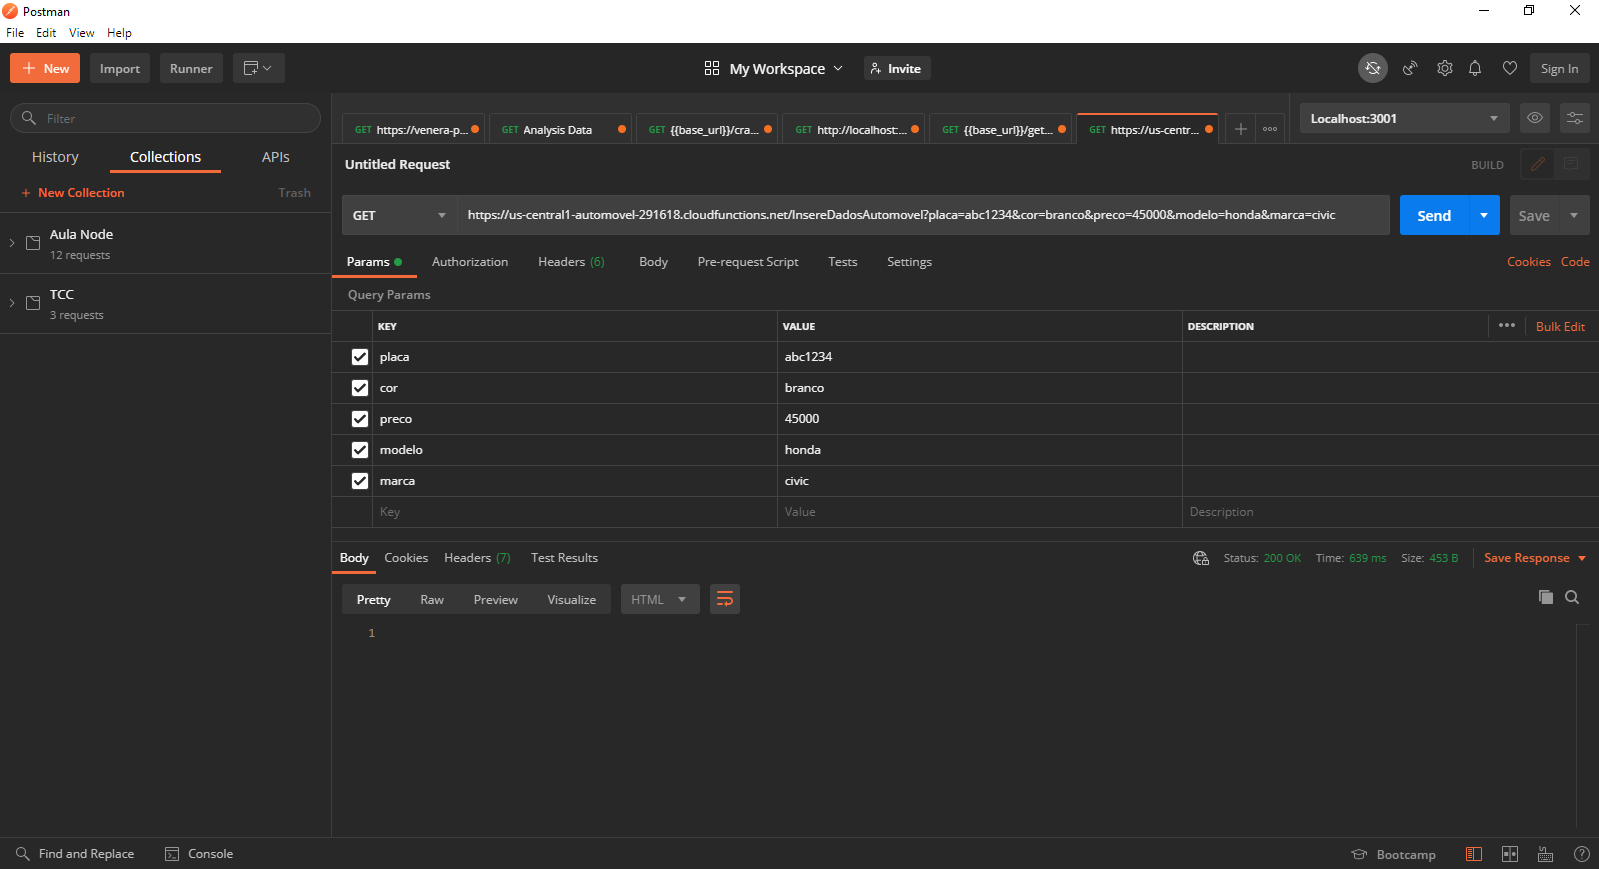 Postman
File Edit View Help
New Import Runner My Workspace Invite Sign In
Filter
History Collections APIs
+ New Collection Trash
Aula Node
12 requests
TCC
3 requests
GET https://venera-p... GET Analysis Data GET {{base_url}}/cra... GET http://localhost:... GET {{base_url}}/get... GET https://us-centr... Localhost:3001
Untitled Request BUILD
GET https://us-central1-automovel-291618.cloudfunctions.net/InsereDadosAutomovel?placa=abc1234&cor=branco&preco=45000&modelo=honda&marca=civic Send Save
Params Authorization Headers (6) Body Pre-request Script Tests Settings Cookies Code
Query Params
KEY VALUE DESCRIPTION Bulk Edit
placa abc1234
cor branco
preco 45000
modelo honda
marca civic
Key Value Description
Body Cookies Headers (7) Test Results Status: 200 OK Time: 639 ms Size: 453 B Save Response
Pretty Raw Preview Visualize HTML
1
Find and Replace Console Bootcamp